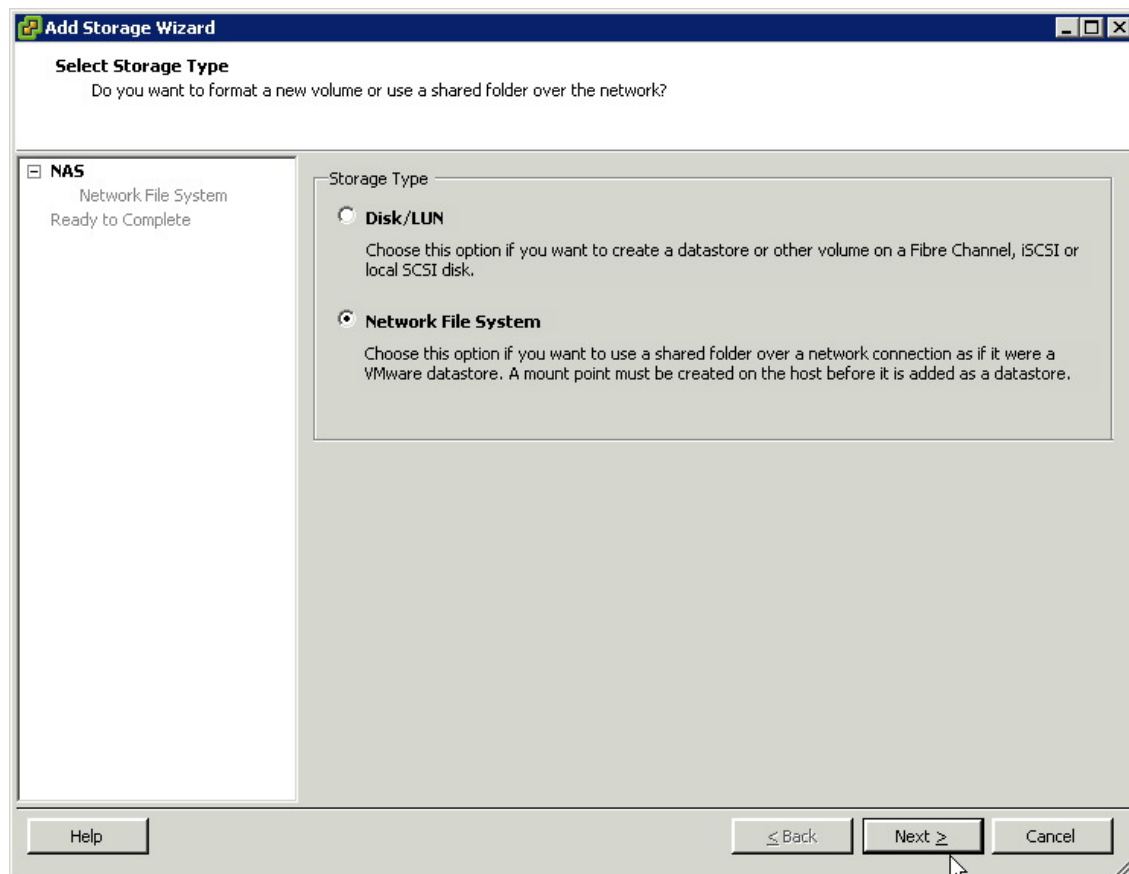 Add Storage Wizard
Select Storage Type
Do you want to format a new volume or use a shared folder over the network?
NAS
Network File System
Ready to Complete
Storage Type
Disk/LUN
Choose this option if you want to create a datastore or other volume on a Fibre Channel, iSCSI or
local SCSI disk.
Network File System
Choose this option if you want to use a shared folder over a network connection as if it were a
VMware datastore. A mount point must be created on the host before it is added as a datastore.
Help
< Back
Next >
Cancel